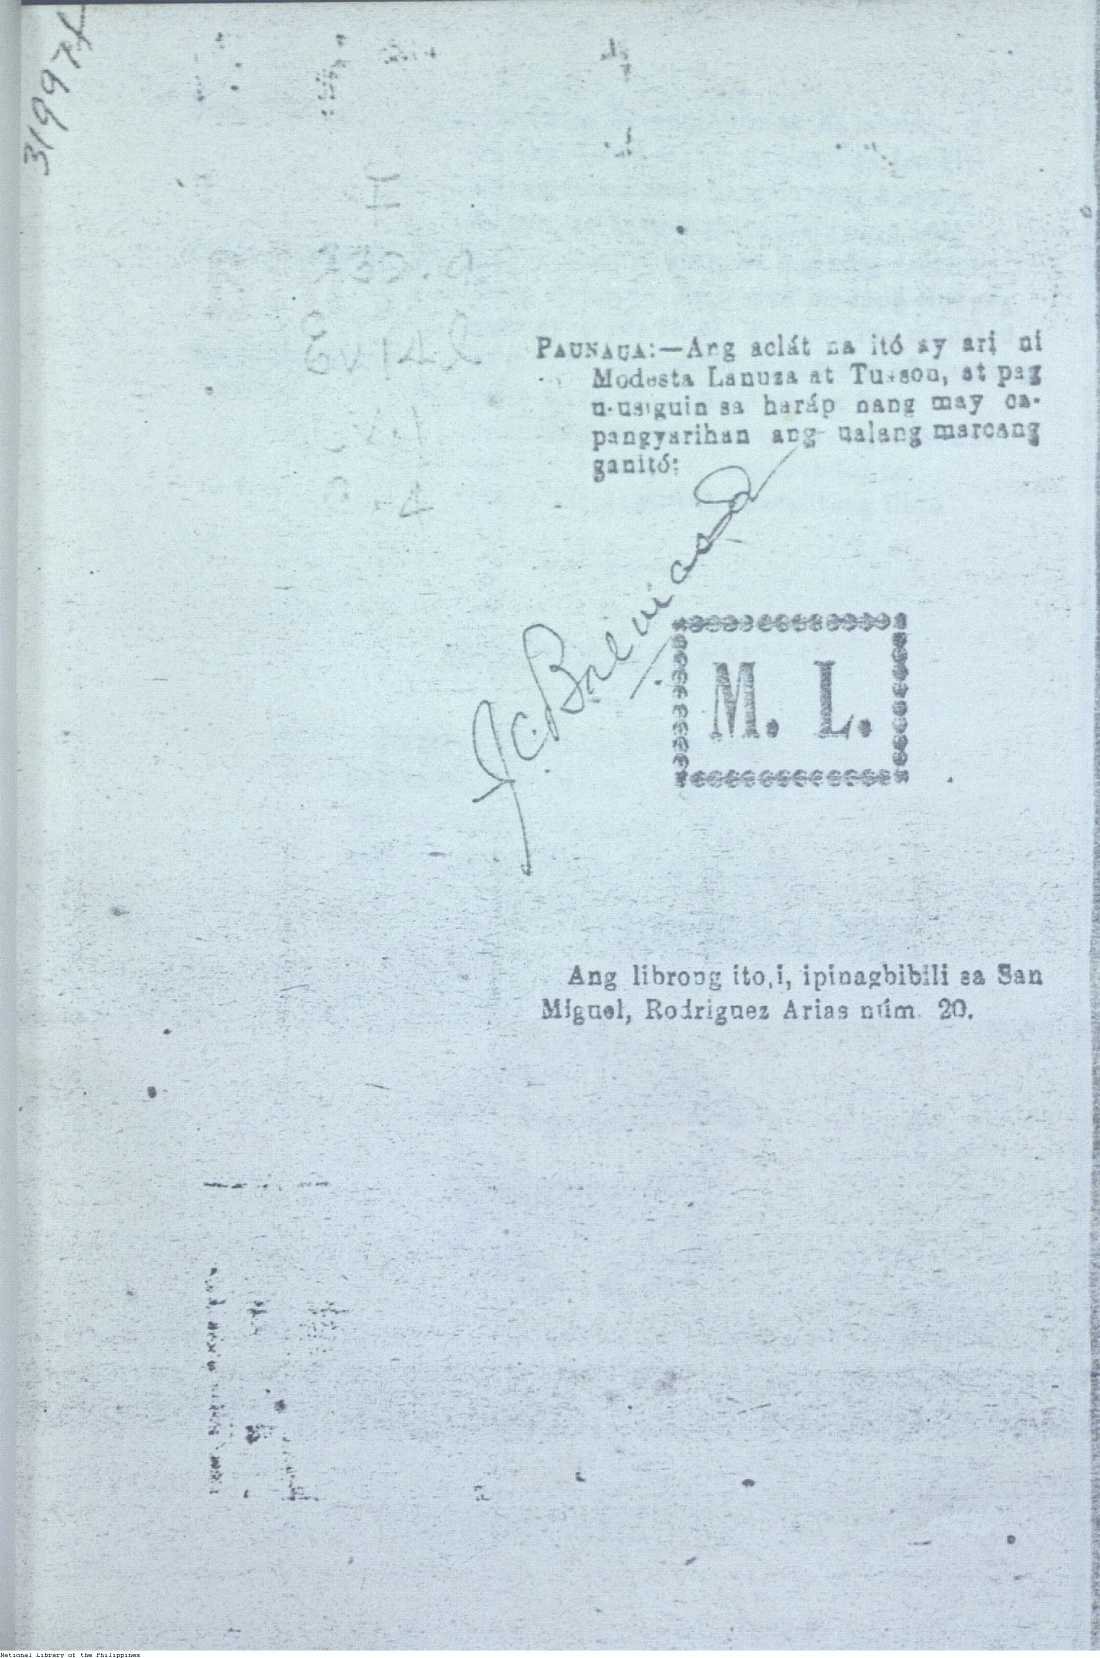 31997
I
PAUNAUA:—Ang aclát na itó ay ari ni
Modesta Lanuza at Tuason, at pag
u-usiguin sa haráp nang may ca-
pangyarihan ang ualang marcang
ganitó:
J. C.
M. L.
Ang librong ito,i, ipinagbibili sa San
Miguel, Rodriguez Arias núm. 20.
National Library of the Philippines